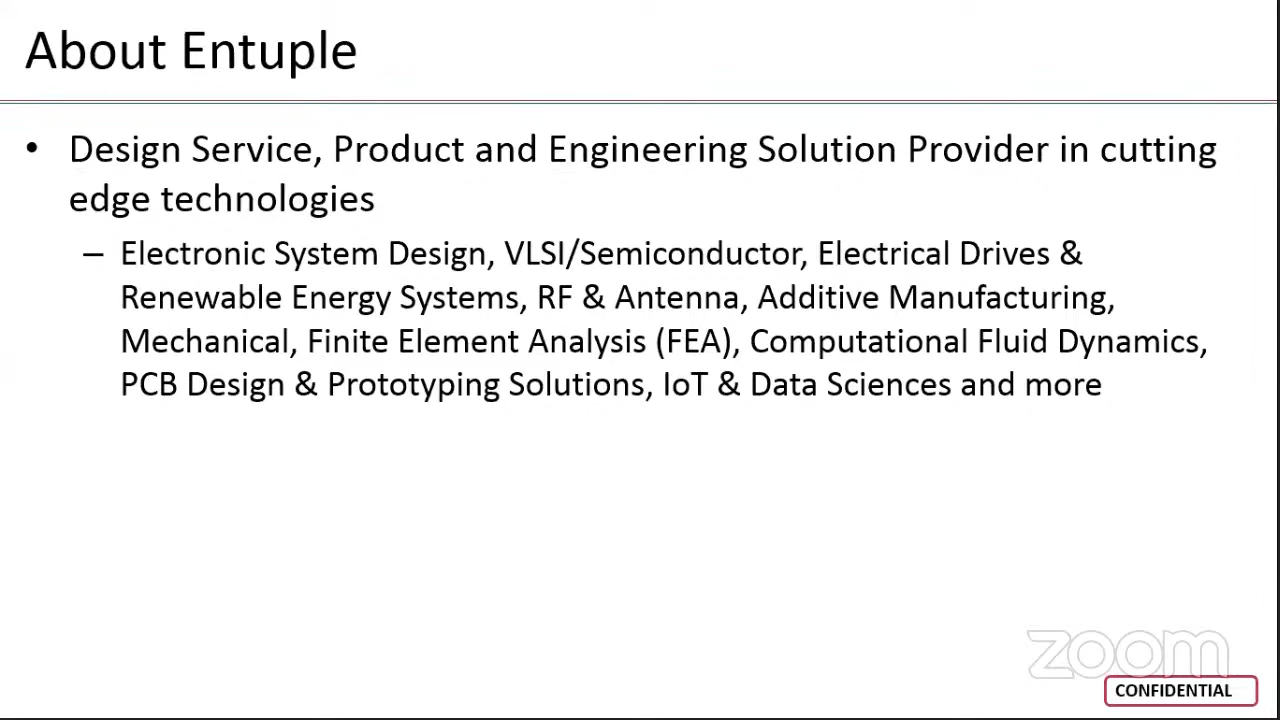 About Entuple
• Design Service, Product and Engineering Solution Provider in cutting
edge technologies
– Electronic System Design, VLSI/Semiconductor, Electrical Drives &
Renewable Energy Systems, RF & Antenna, Additive Manufacturing,
Mechanical, Finite Element Analysis (FEA), Computational Fluid Dynamics,
PCB Design & Prototyping Solutions, IoT & Data Sciences and more
zoom
CONFIDENTIAL